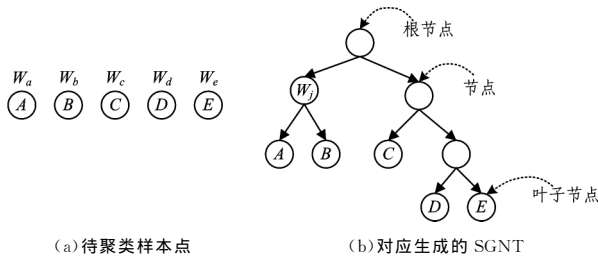 根节点
W_a W_b W_c W_d W_e
W_j 节点
A B C D E
A B C
D E 叶子节点
(a)待聚类样本点 (b)对应生成的 SGNT